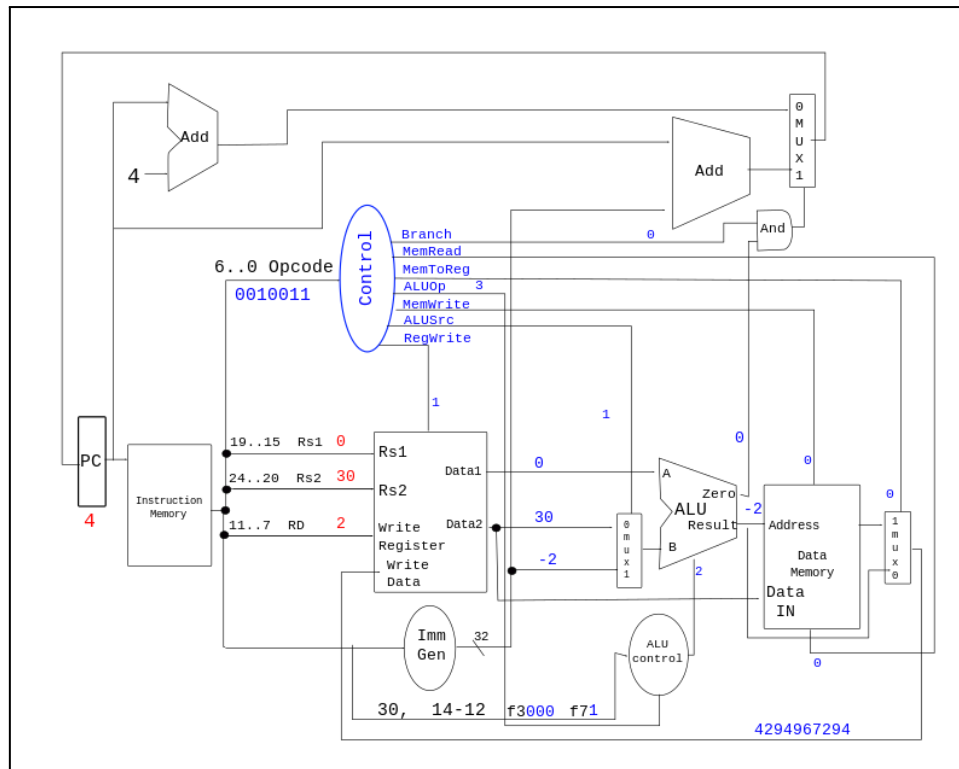 0
M
U
X
1
Add
4
Add
And
Branch 0
MemRead
6..0 Opcode
0010011
Control
MemToReg
ALUOp 3
MemWrite
ALUSrc
RegWrite
1
1
0
0
0
19..15 Rs1 0
24..20 Rs2 30
11..7 RD 2
PC
4
Instruction
Memory
Rs1
Rs2
Write
Register
Write
Data
Data1
Data2
0
30
-2
0
m
u
x
1
A
B
ALU
Zero
Result
-2
2
Address
Data
Memory
Data
IN
0
1
m
u
x
0
Imm
Gen
32
ALU
control
30, 14-12 f3000 f71
4294967294